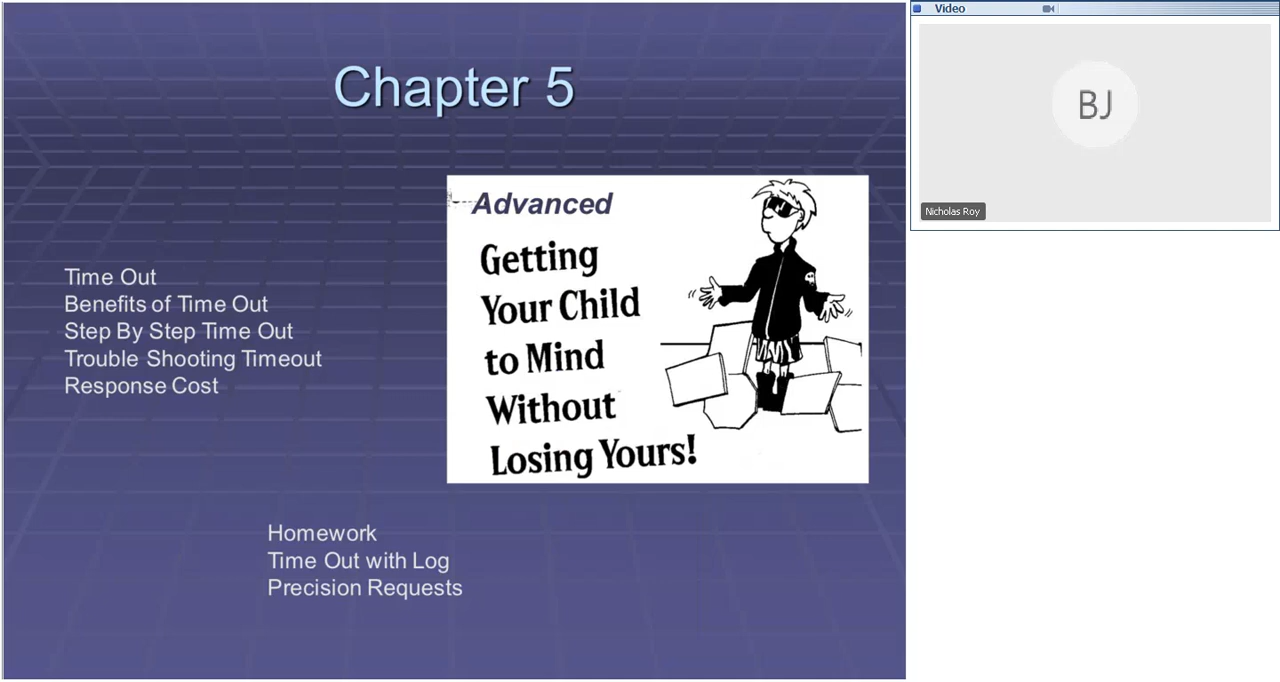 Chapter 5
Time Out
Benefits of Time Out
Step By Step Time Out
Trouble Shooting Timeout
Response Cost
Advanced
Getting
Your Child
to Mind
Without
Losing Yours!
Homework
Time Out with Log
Precision Requests
Video
BJ
Nicholas Roy